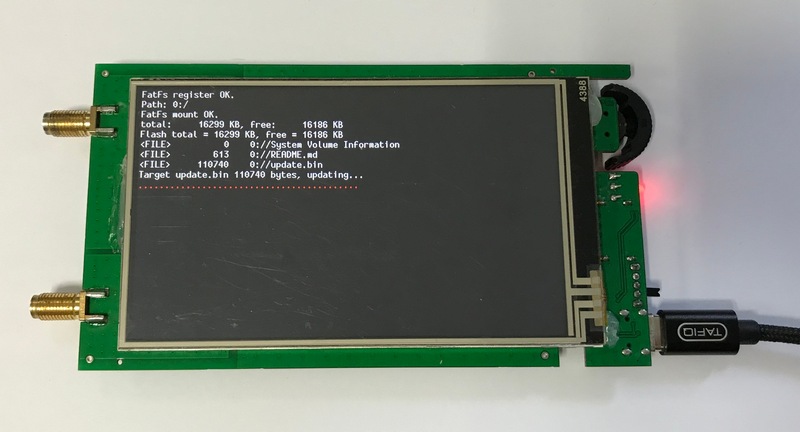 FatFs register OK.
Path: 0:/
FatFs mount OK.
total: 16299 KB, free: 16186 KB
Flash total = 16299 KB, free = 16186 KB
<FILE> 0 0://System Volume Information
<FILE> 613 0://README.md
<FILE> 110740 0://update.bin
Target update.bin 110740 bytes, updating...
4388
TAFIQ